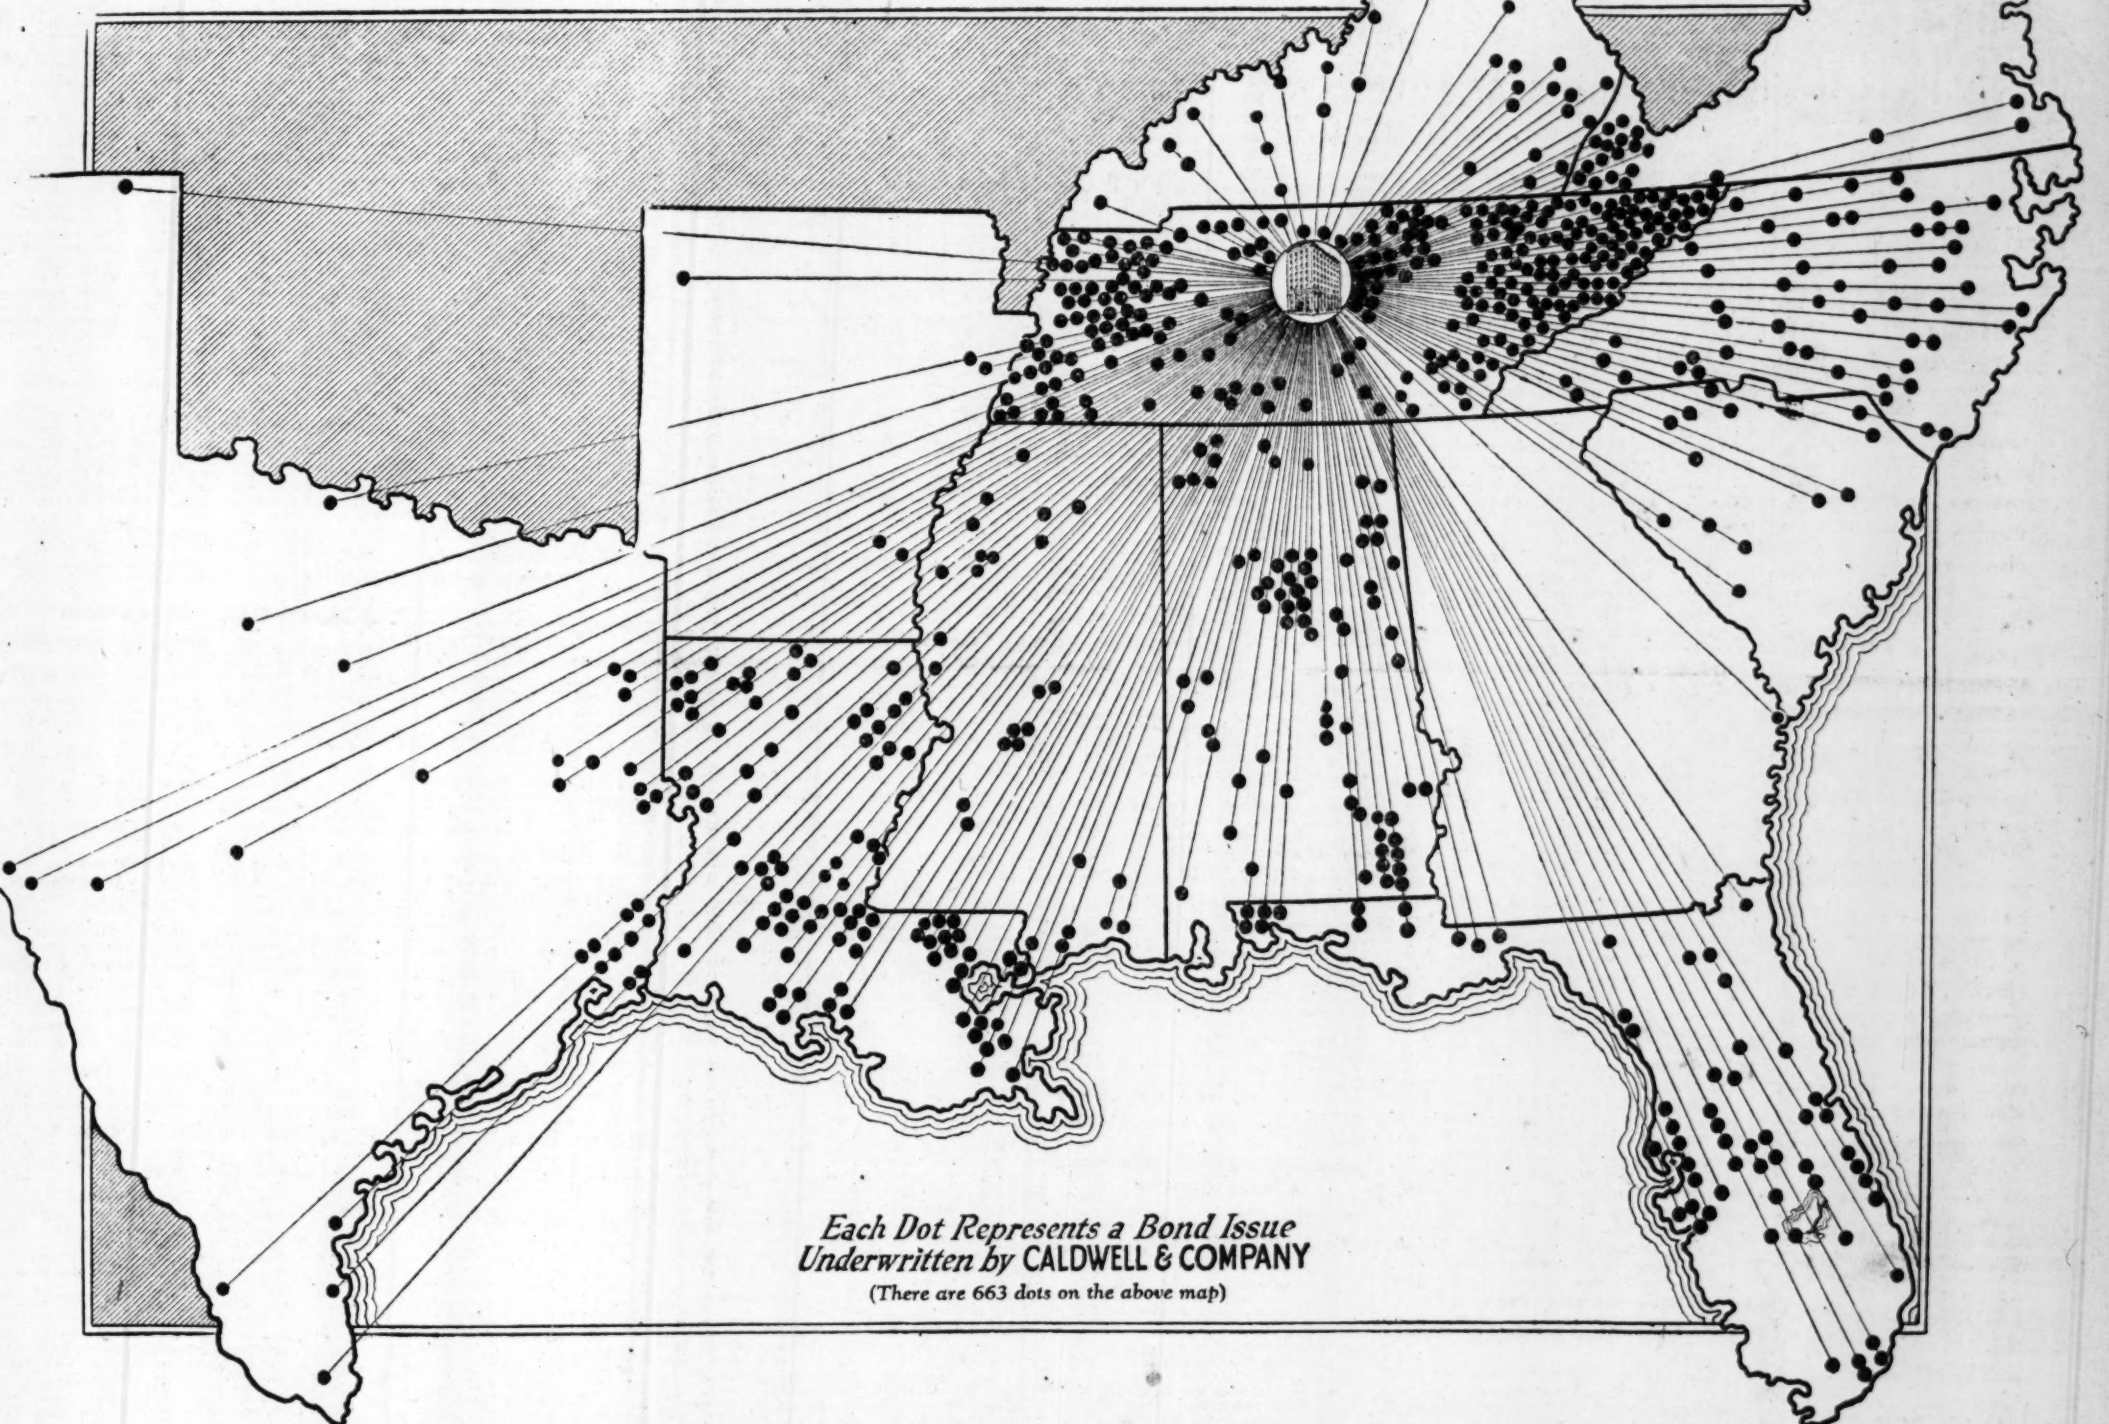 Each Dot Represents a Bond Issue
Underwritten by CALDWELL & COMPANY
(There are 663 dots on the above map)